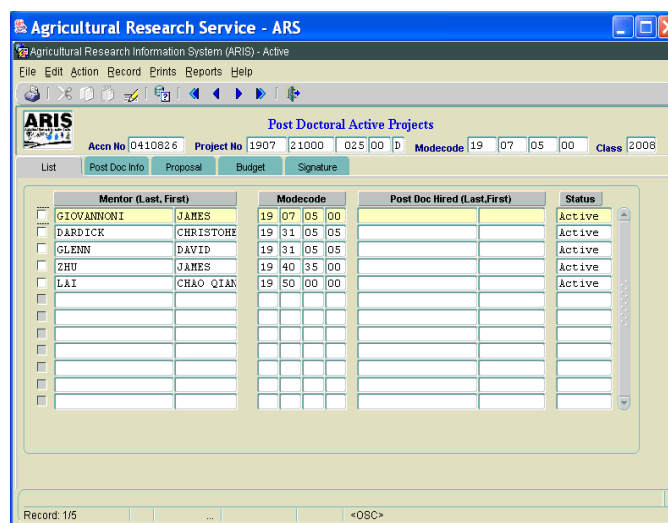 Agricultural Research Service - ARS
Agricultural Research Information System (ARIS) - Active
File Edit Action Record Prints Reports Help
ARIS
Post Doctoral Active Projects
Accn No 0410826 Project No 1907 21000 025 00 D Modecode 19 07 05 00 Class 2008
List Post Doc Info Proposal Budget Signature
Mentor (Last, First) Modecode Post Doc Hired (Last,First) Status
GIOVANNONI JAMES 19 07 05 00 Active
DARDICK CHRISTOHE 19 31 05 05 Active
GLENN DAVID 19 31 05 05 Active
ZHU JAMES 19 40 35 00 Active
LAI CHAO QIAN 19 50 00 00 Active
Record: 1/5 ... <OSC>